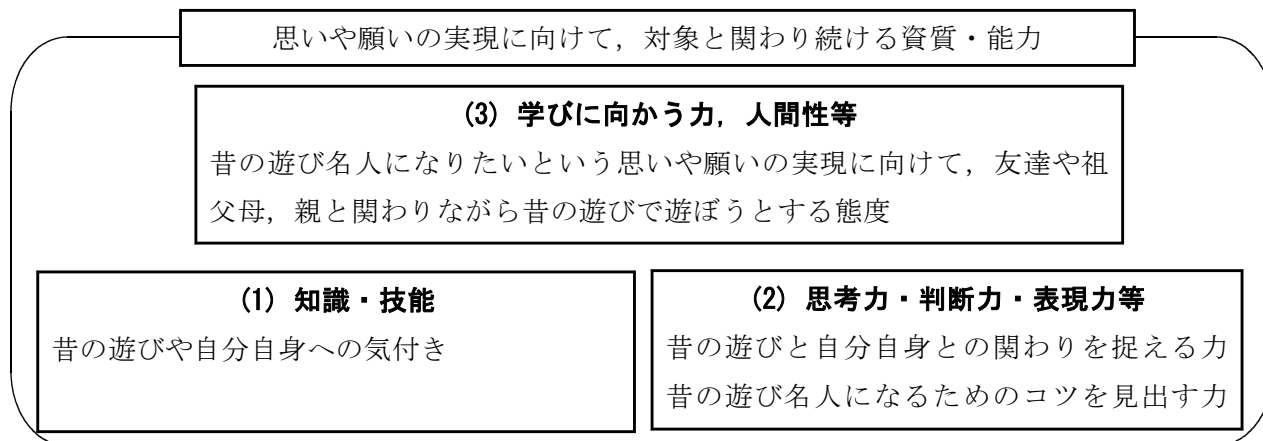 思いや願いの実現に向けて，対象と関わり続ける資質・能力
(3) 学びに向かう力，人間性等
昔の遊び名人になりたいという思いや願いの実現に向けて，友達や祖
父母，親と関わりながら昔の遊びで遊ぼうとする態度
(1) 知識・技能
昔の遊びや自分自身への気付き
(2) 思考力・判断力・表現力等
昔の遊びと自分自身との関わりを捉える力
昔の遊び名人になるためのコツを見出す力